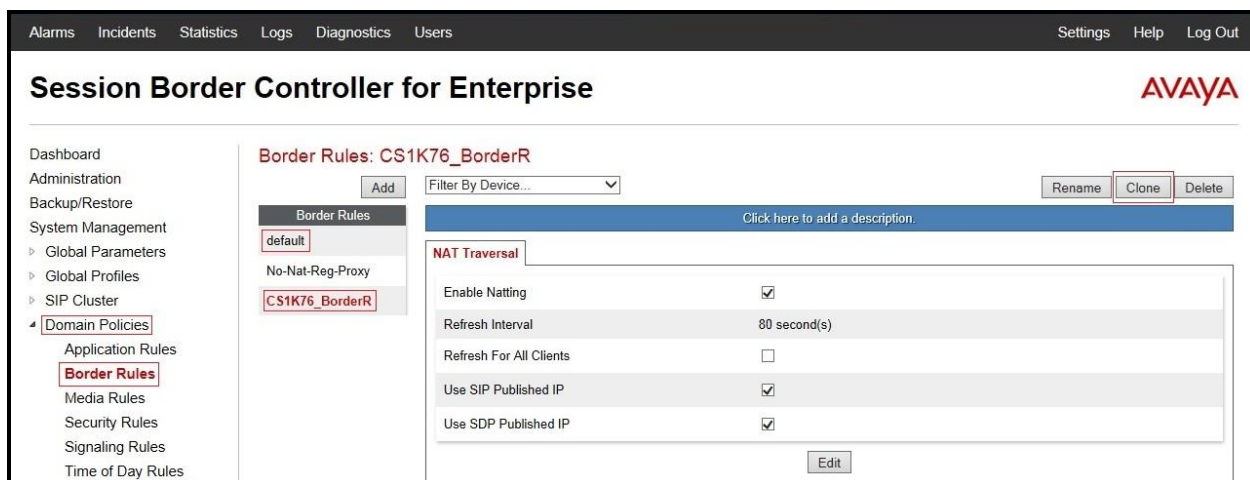 Alarms Incidents Statistics Logs Diagnostics Users Settings Help Log Out
Session Border Controller for Enterprise
AVAYA
Dashboard
Administration
Backup/Restore
System Management
Global Parameters
Global Profiles
SIP Cluster
Domain Policies
Application Rules
Border Rules
Media Rules
Security Rules
Signaling Rules
Time of Day Rules
Border Rules: CS1K76_BorderR
Add
Filter By Device...
Rename Clone Delete
Border Rules
default
No-Nat-Reg-Proxy
CS1K76_BorderR
Click here to add a description.
NAT Traversal
Enable Natting
Refresh Interval 80 second(s)
Refresh For All Clients
Use SIP Published IP
Use SDP Published IP
Edit